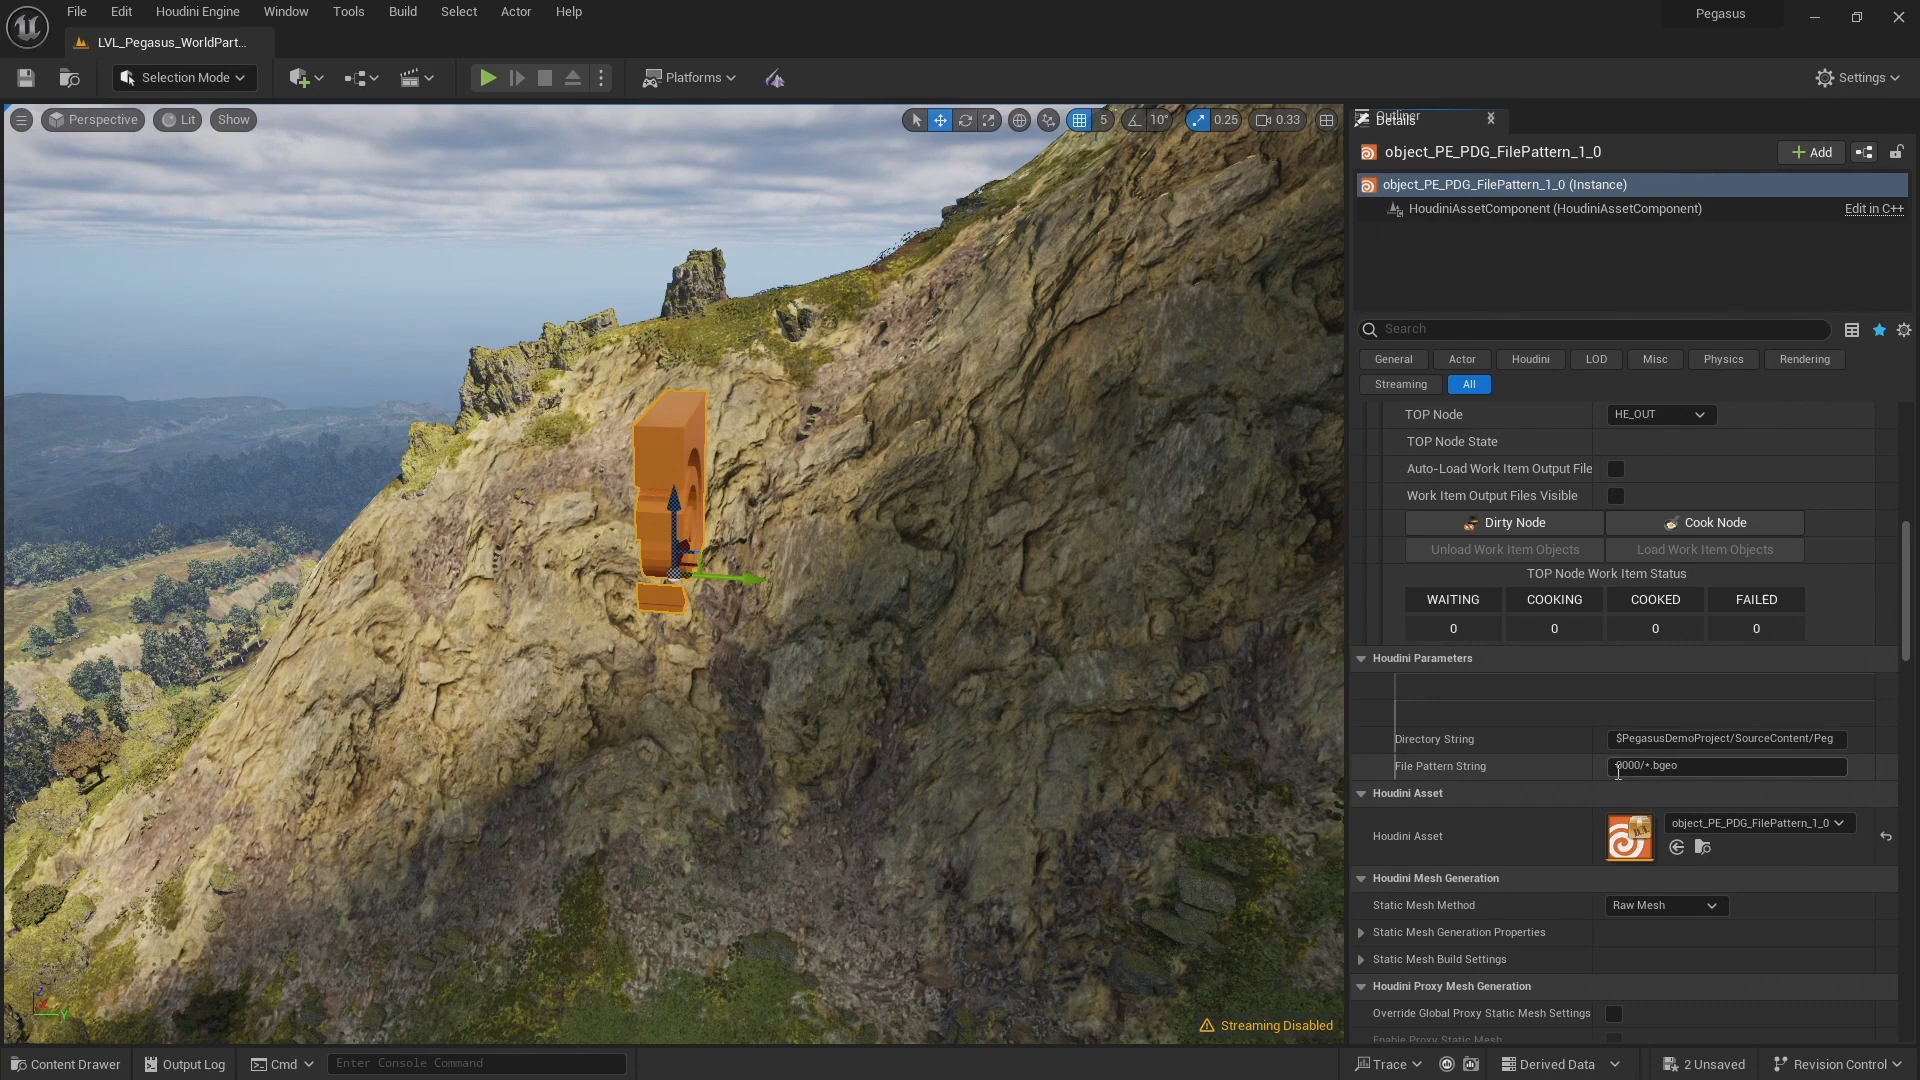 File Edit Houdini Engine Window Tools Build Select Actor Help
Pegasus
LVL_Pegasus_WorldPart...
Selection Mode
Platforms
Settings
Perspective Lit Show
5 10° 0.25 0.33
Details
object_PE_PDG_FilePattern_1_0
+ Add
object_PE_PDG_FilePattern_1_0 (Instance)
HoudiniAssetComponent (HoudiniAssetComponent)
Edit in C++
Search
General Actor Houdini LOD Misc Physics Rendering
Streaming All
TOP Node HE_OUT
TOP Node State
Auto-Load Work Item Output File
Work Item Output Files Visible
Dirty Node Cook Node
Unload Work Item Objects Load Work Item Objects
TOP Node Work Item Status
WAITING COOKING COOKED FAILED
0 0 0 0
Houdini Parameters
Directory String $PegasusDemoProject/SourceContent/Peg
File Pattern String 0000/*.bgeo
Houdini Asset
Houdini Asset object_PE_PDG_FilePattern_1_0
Houdini Mesh Generation
Static Mesh Method Raw Mesh
Static Mesh Generation Properties
Static Mesh Build Settings
Houdini Proxy Mesh Generation
Override Global Proxy Static Mesh Settings
Enable Proxy Static Mesh
Streaming Disabled
Content Drawer Output Log Cmd Enter Console Command
Trace Derived Data 2 Unsaved Revision Control